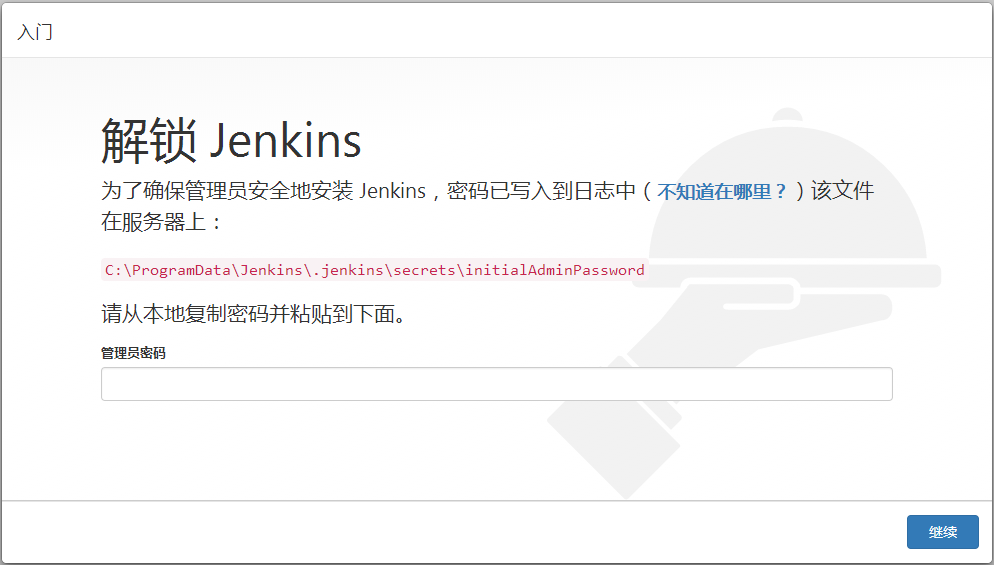 入门
解锁 Jenkins
为了确保管理员安全地安装 Jenkins，密码已写入到日志中（不知道在哪里？）该文件
在服务器上：
C:\ProgramData\Jenkins\.jenkins\secrets\initialAdminPassword
请从本地复制密码并粘贴到下面。
管理员密码
继续